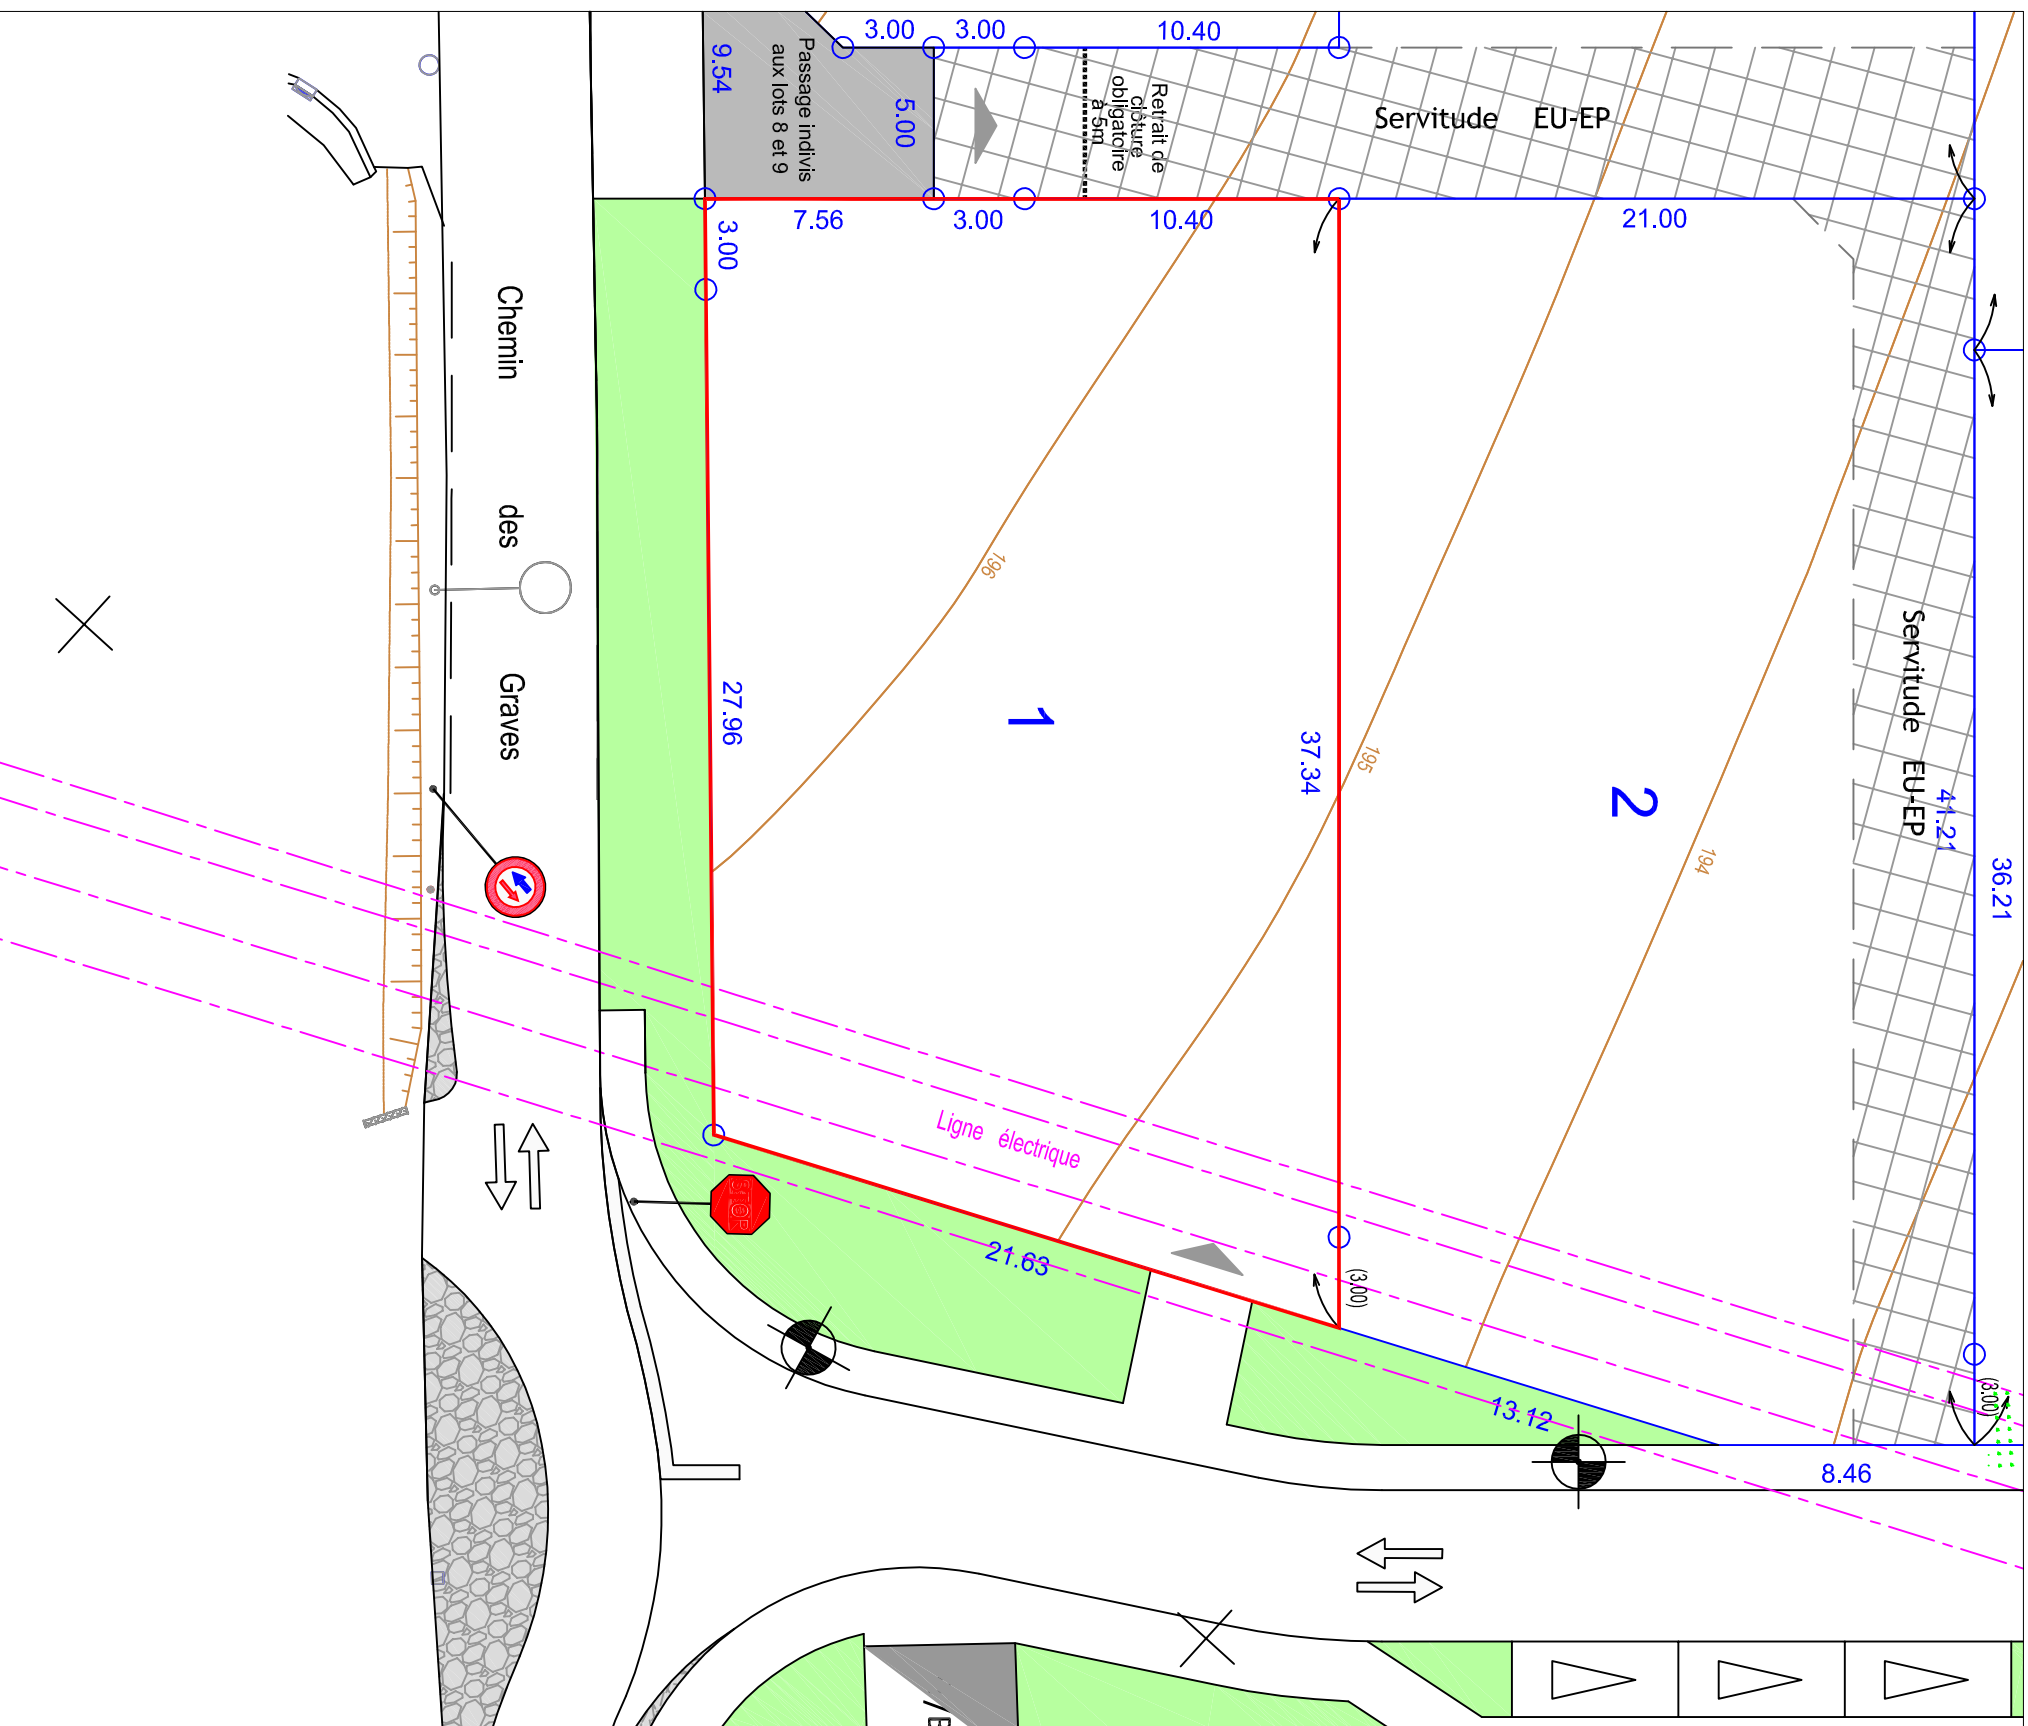 3.00
3.00
10.40
9.54
Passage indivis
aux lots 8 et 9
5.00
Retrait de
clôture
obligatoire
à 5m
Servitude EU-EP
7.56
3.00
10.40
21.00
3.00
Chemin des Graves
196
27.96
1
37.34
195
2
194
Servitude EU-EP
41.21
36.21
Ligne électrique
STOP
21.63
(3.00)
13.12
(3.00)
8.46